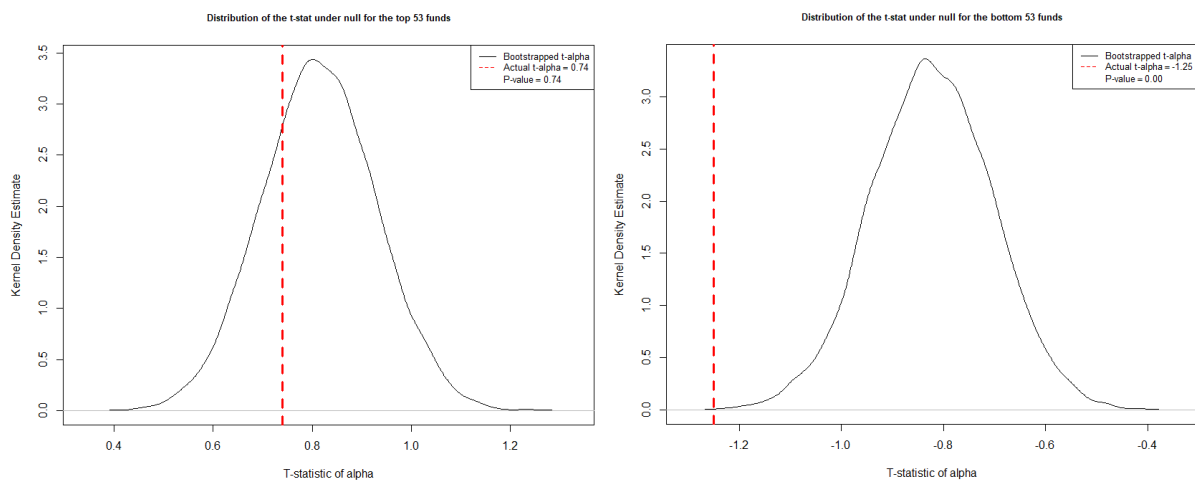 Distribution of the t-stat under null for the top 53 funds
Bootstrapped t-alpha
Actual t-alpha = 0.74
P-value = 0.74
Kernel Density Estimate
3.5
3.0
2.5
2.0
1.5
1.0
0.5
0.0
0.4 0.6 0.8 1.0 1.2
T-statistic of alpha
Distribution of the t-stat under null for the bottom 53 funds
Bootstrapped t-alpha
Actual t-alpha = -1.25
P-value = 0.00
Kernel Density Estimate
3.0
2.5
2.0
1.5
1.0
0.5
0.0
-1.2 -1.0 -0.8 -0.6 -0.4
T-statistic of alpha